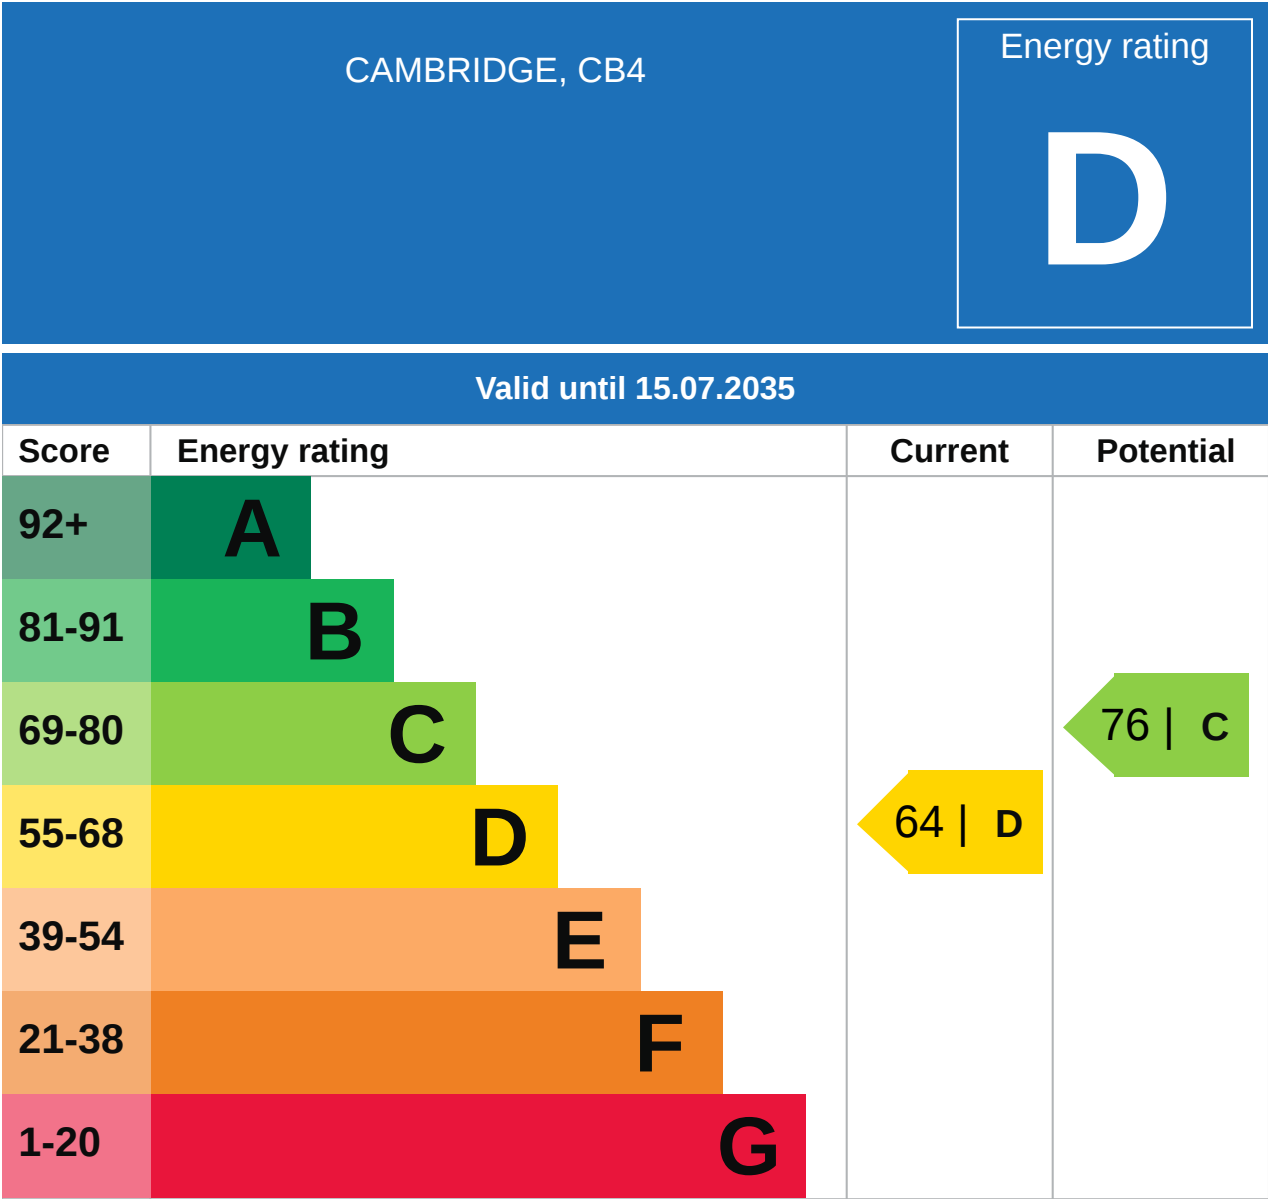 CAMBRIDGE, CB4
Energy rating
D
Valid until 15.07.2035
Score Energy rating Current Potential
92+ A
81-91 B
69-80 C
76 | C
55-68 D
64 | D
39-54 E
21-38 F
1-20 G